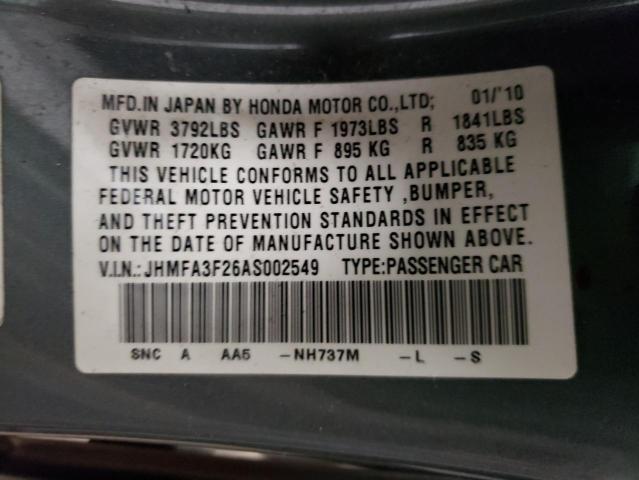 MFD.IN JAPAN BY HONDA MOTOR CO.,LTD; 01/'10
GVWR 3792LBS GAWR F 1973LBS R 1841LBS
GVWR 1720KG GAWR F 895 KG R 835 KG
THIS VEHICLE CONFORMS TO ALL APPLICABLE
FEDERAL MOTOR VEHICLE SAFETY ,BUMPER,
AND THEFT PREVENTION STANDARDS IN EFFECT
ON THE DATE OF MANUFACTURE SHOWN ABOVE.
V.I.N.: JHMFA3F26AS002549 TYPE:PASSENGER CAR
SNC A AA5 -NH737M -L -S